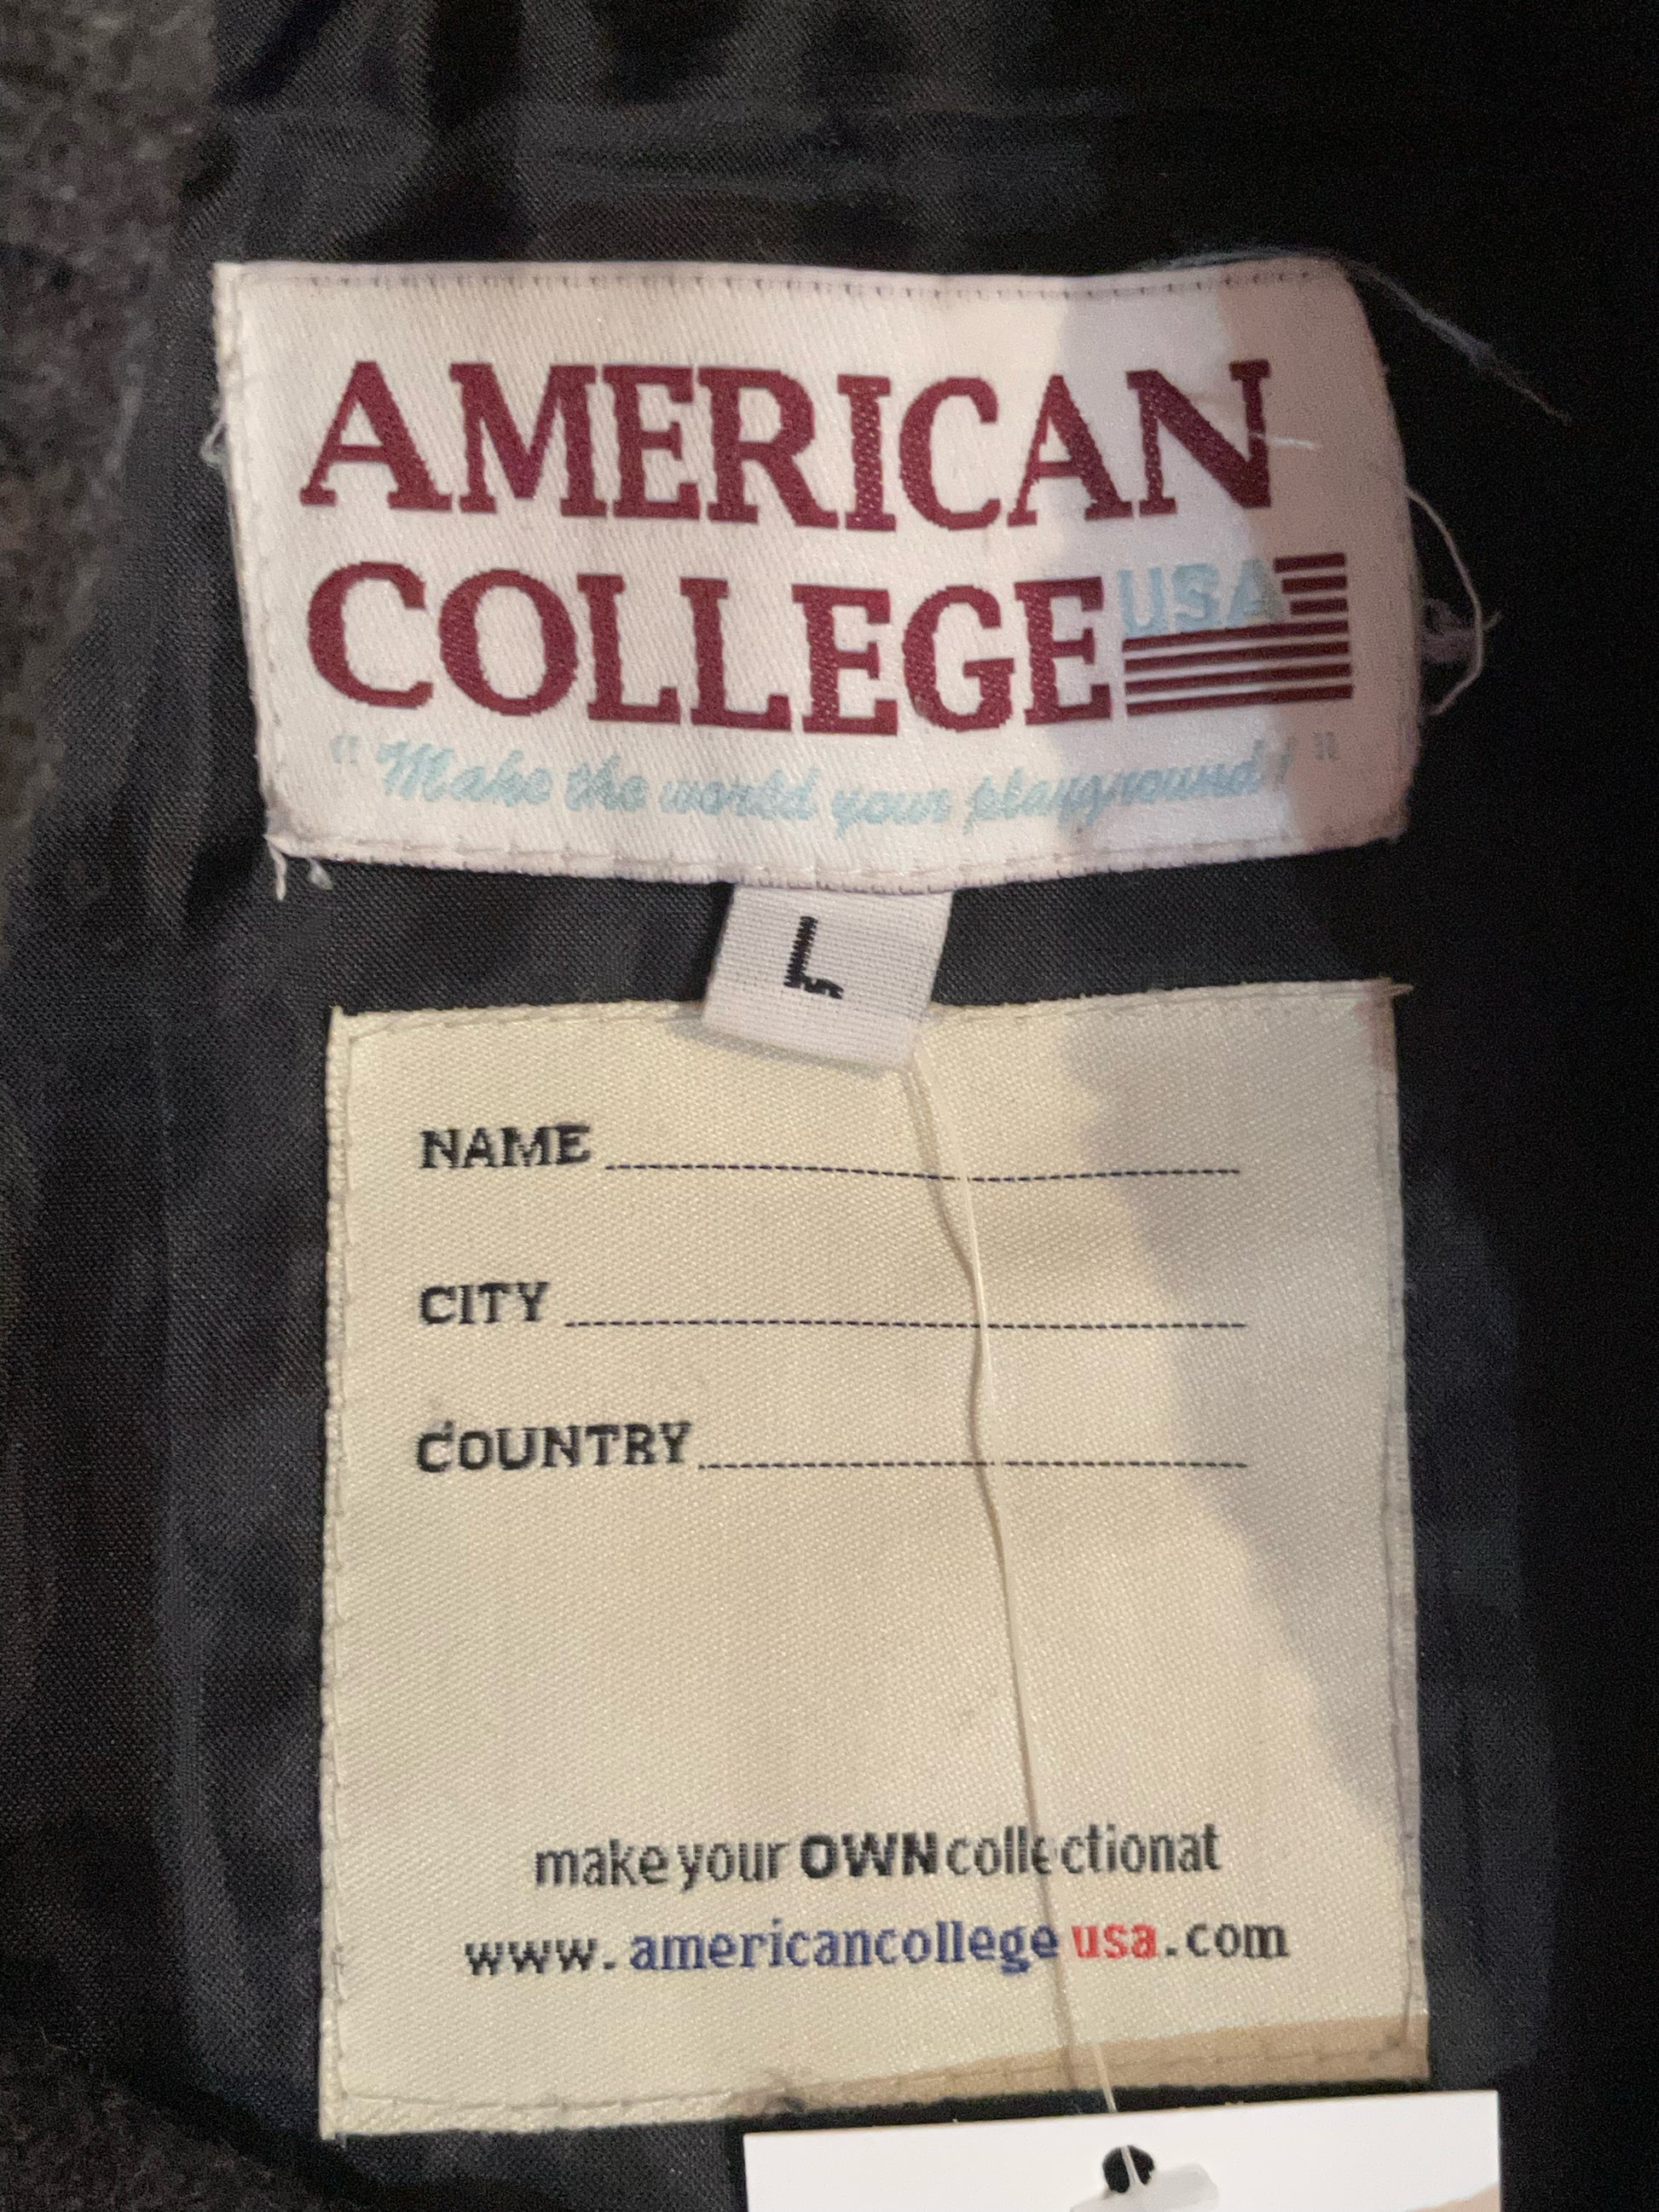 AMERICAN
COLLEGE USA
"Make the world your playground!"
L
NAME
CITY
COUNTRY
make your OWN collectionat
www.americancollegeusa.com